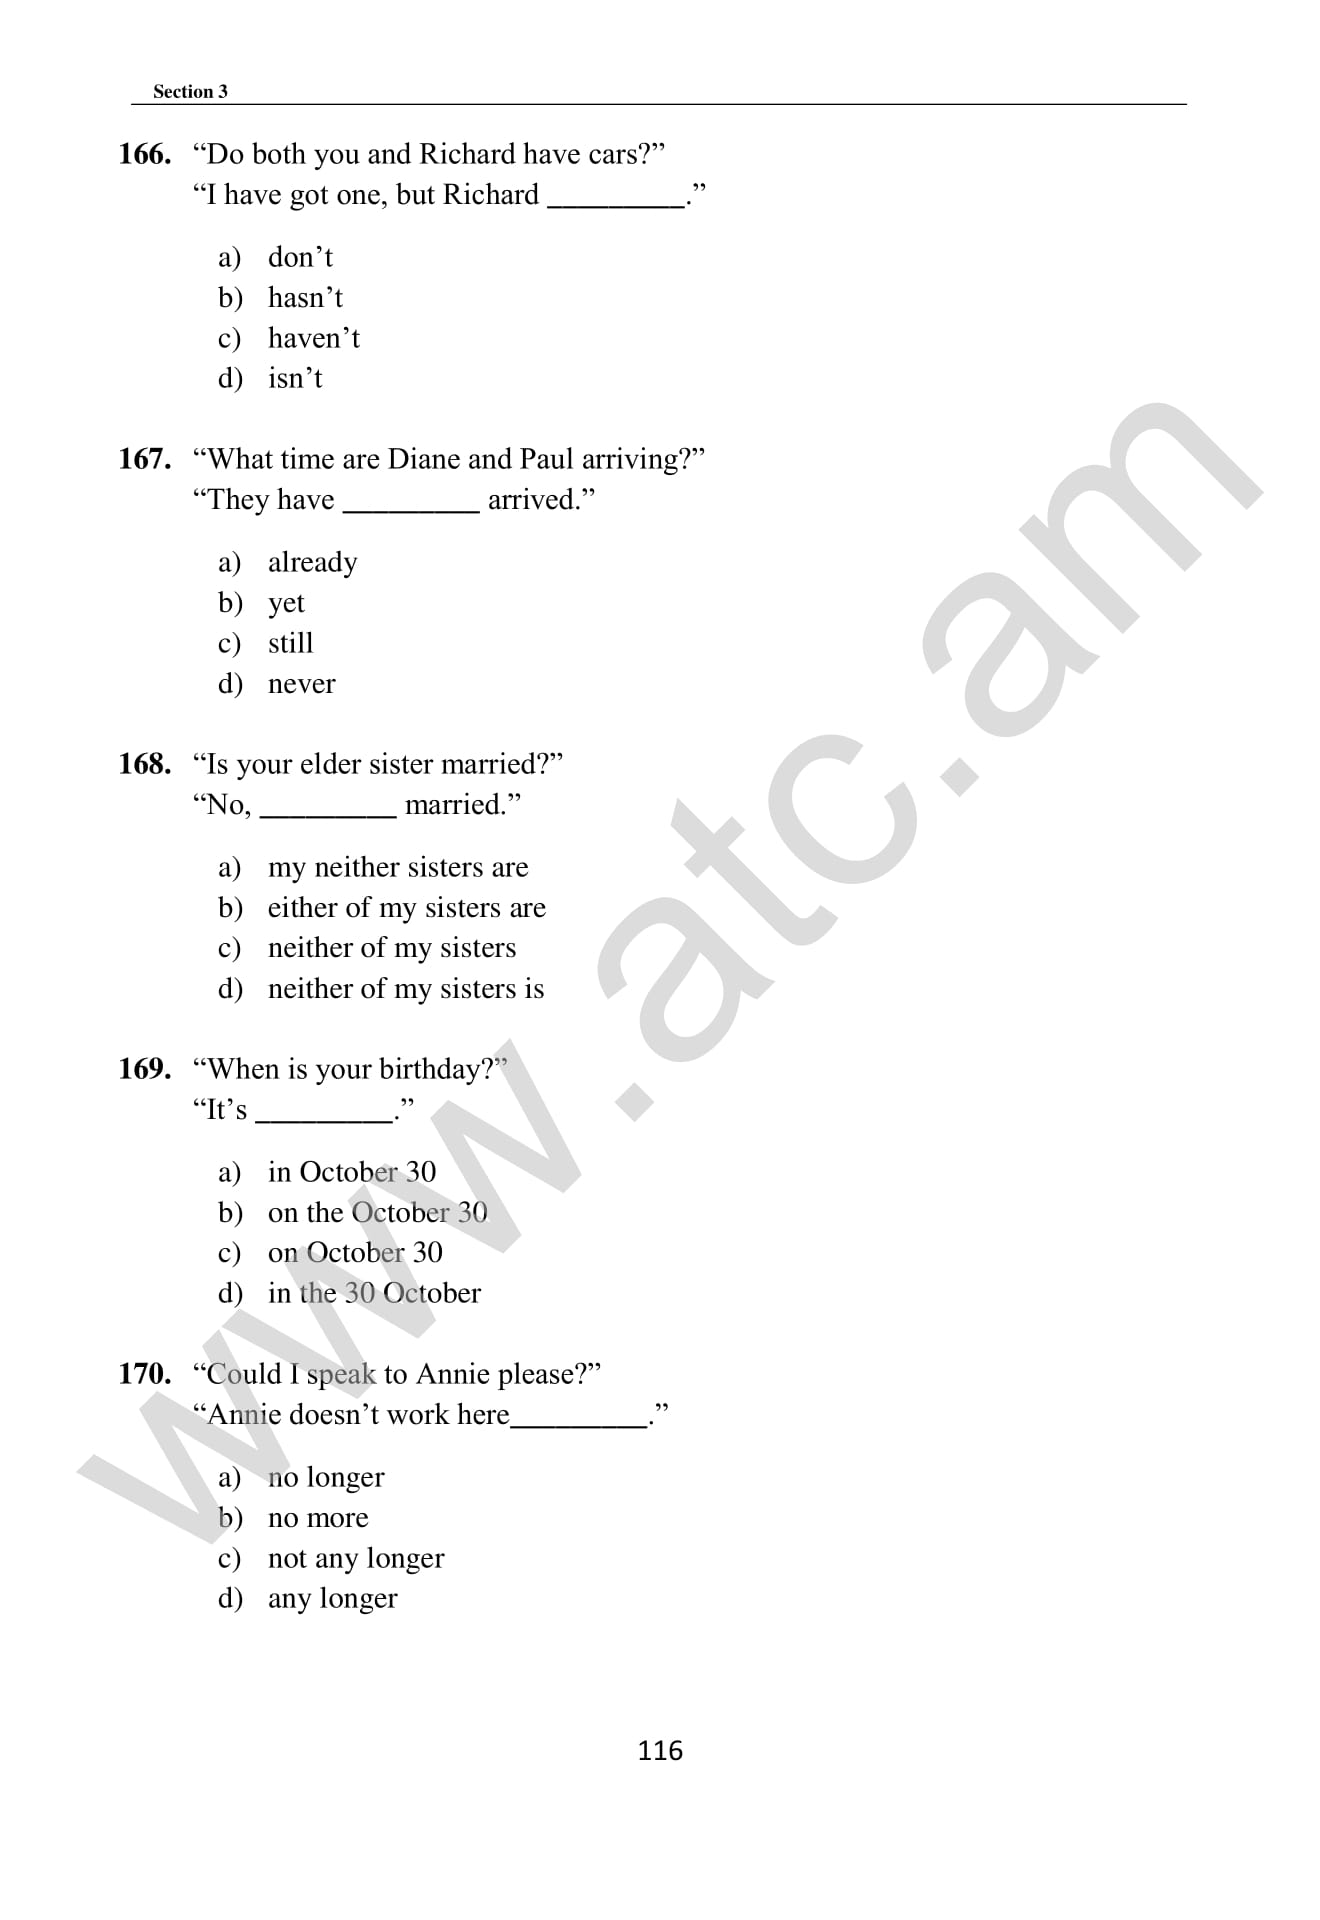 Section 3
166. “Do both you and Richard have cars?”
“I have got one, but Richard _________.”
a) don’t
b) hasn’t
c) haven’t
d) isn’t
167. “What time are Diane and Paul arriving?”
“They have _________ arrived.”
a) already
b) yet
c) still
d) never
168. “Is your elder sister married?”
“No, _________ married.”
a) my neither sisters are
b) either of my sisters are
c) neither of my sisters
d) neither of my sisters is
169. “When is your birthday?”
“It’s _________.”
a) in October 30
b) on the October 30
c) on October 30
d) in the 30 October
170. “Could I speak to Annie please?”
“Annie doesn’t work here_________.”
a) no longer
b) no more
c) not any longer
d) any longer
116
www.atc.am